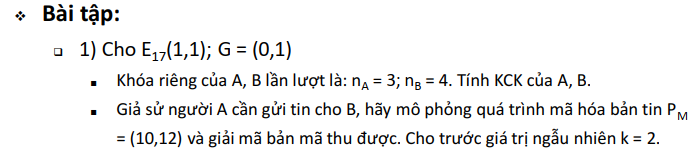 ❖ Bài tập:
❑ 1) Cho E17(1,1); G = (0,1)
▪ Khóa riêng của A, B lần lượt là: nA = 3; nB = 4. Tính KCK của A, B.
▪ Giả sử người A cần gửi tin cho B, hãy mô phỏng quá trình mã hóa bản tin PM
= (10,12) và giải mã bản mã thu được. Cho trước giá trị ngẫu nhiên k = 2.